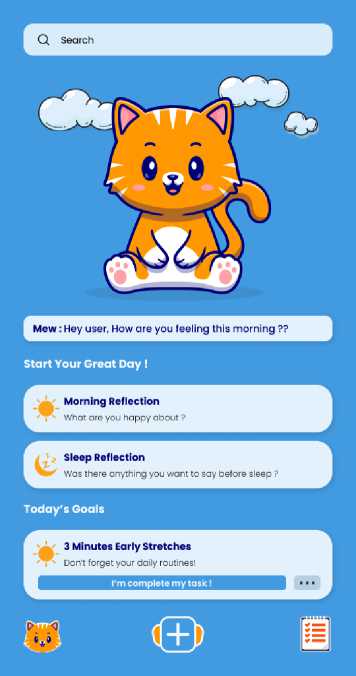 Search
Mew : Hey user, How are you feeling this morning ??
Start Your Great Day !
Morning Reflection
What are you happy about ?
Sleep Reflection
Was there anything you want to say before sleep ?
Today's Goals
3 Minutes Early Stretches
Don't forget your daily routines!
I'm complete my task !